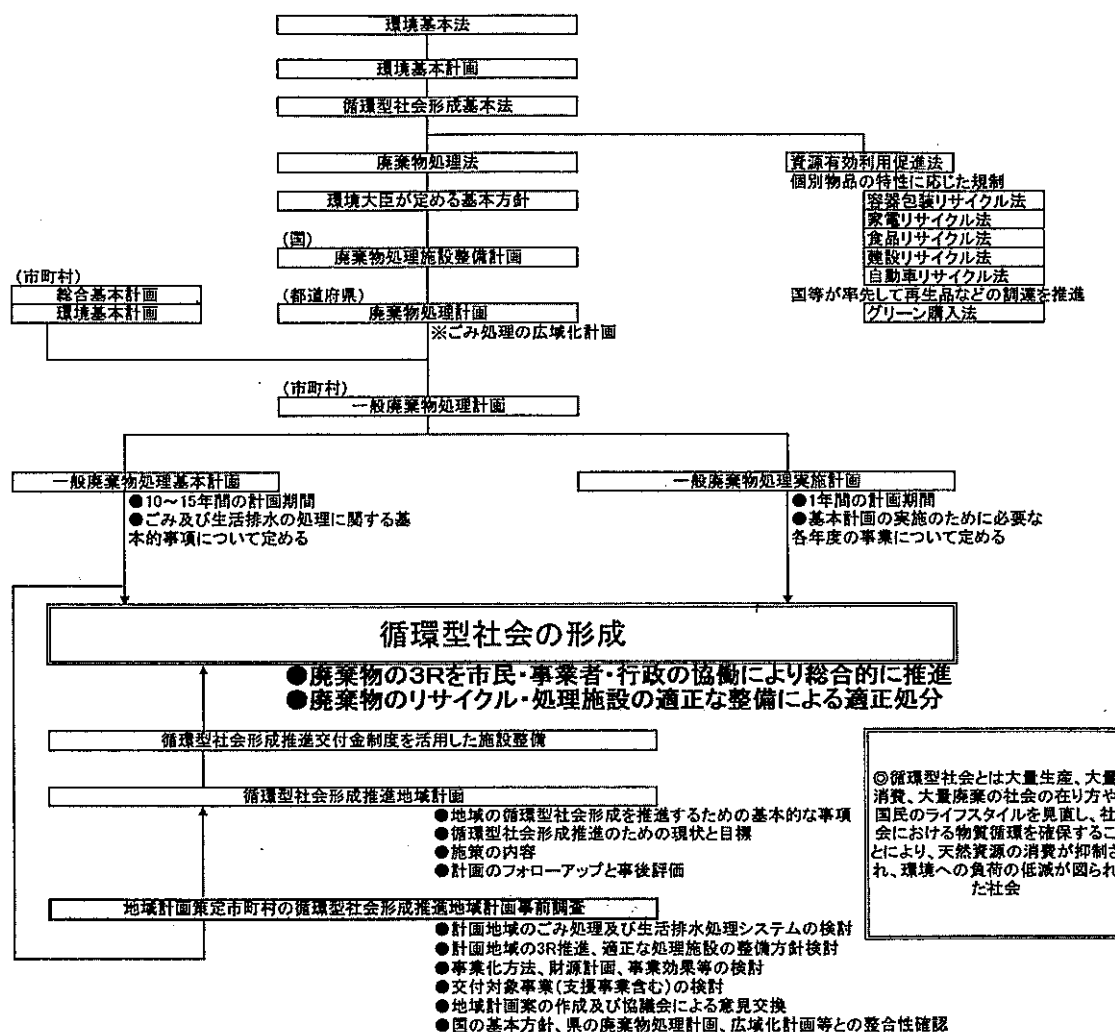 環境基本法
環境基本計画
循環型社会形成基本法
廃棄物処理法
環境大臣が定める基本方針
(国)
廃棄物処理施設整備計画
(都道府県)
廃棄物処理計画
※ごみ処理の広域化計画
資源有効利用促進法
個別物品の特性に応じた規制
容器包装リサイクル法
家電リサイクル法
食品リサイクル法
建設リサイクル法
自動車リサイクル法
国等が率先して再生品などの調達を推進
グリーン購入法
(市町村)
総合基本計画
環境基本計画
(市町村)
一般廃棄物処理計画
一般廃棄物処理基本計画
●10～15年間の計画期間
●ごみ及び生活排水の処理に関する基
本的事項について定める
一般廃棄物処理実施計画
●1年間の計画期間
●基本計画の実施のために必要な
各年度の事業について定める
循環型社会の形成
●廃棄物の3Rを市民・事業者・行政の協働により総合的に推進
●廃棄物のリサイクル・処理施設の適正な整備による適正処分
循環型社会形成推進交付金制度を活用した施設整備
循環型社会形成推進地域計画
●地域の循環型社会形成を推進するための基本的な事項
●循環型社会形成推進のための現状と目標
●施策の内容
●計画のフォローアップと事後評価
地域計画策定市町村の循環型社会形成推進地域計画事前調査
●計画地域のごみ処理及び生活排水処理システムの検討
●計画地域の3R推進、適正な処理施設の整備方針検討
●事業化方法、財源計画、事業効果等の検討
●交付対象事業(支援事業含む)の検討
●地域計画案の作成及び協議会による意見交換
●国の基本方針、県の廃棄物処理計画、広域化計画等との整合性確認
◎循環型社会とは大量生産、大量
消費、大量廃棄の社会の在り方や
国民のライフスタイルを見直し、社
会における物質循環を確保するこ
とにより、天然資源の消費が抑制さ
れ、環境への負荷の低減が図られ
た社会